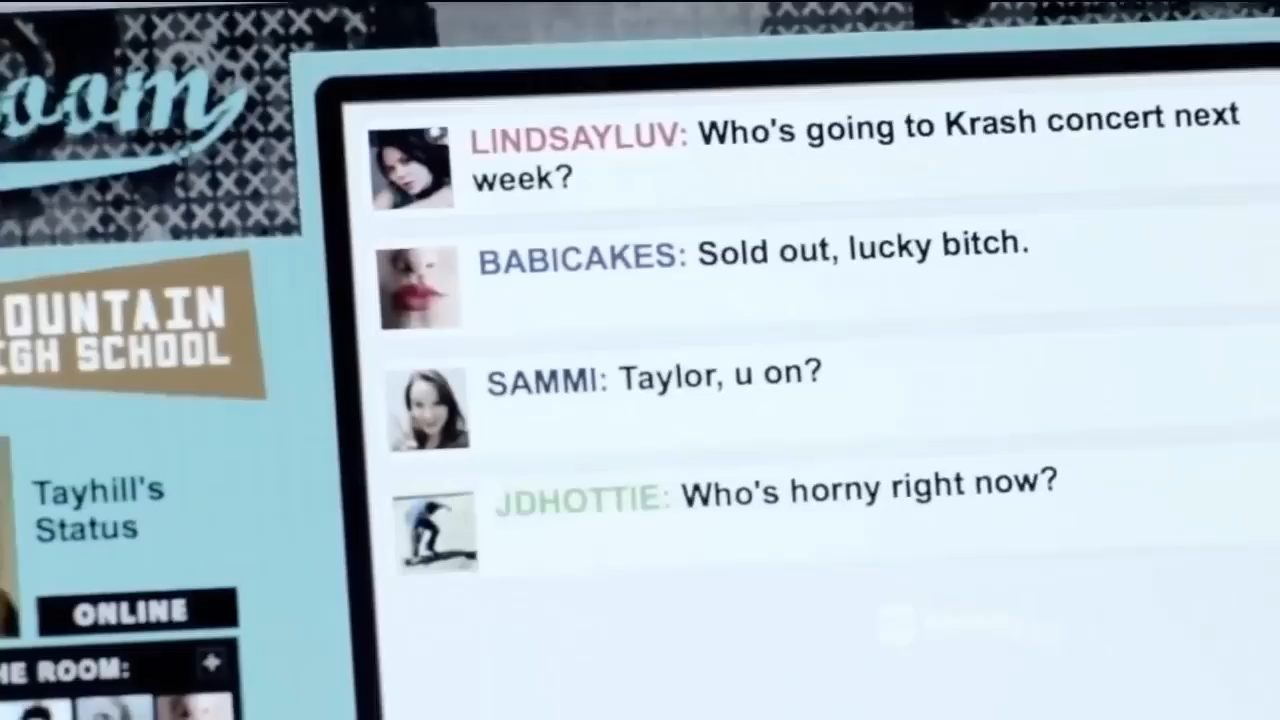 oom
LINDSAYLUV: Who's going to Krash concert next
week?
BABICAKES: Sold out, lucky bitch.
OUNTAIN
IGH SCHOOL
SAMMI: Taylor, u on?
JDHOTTIE: Who's horny right now?
Tayhill's
Status
ONLINE
HE ROOM: +